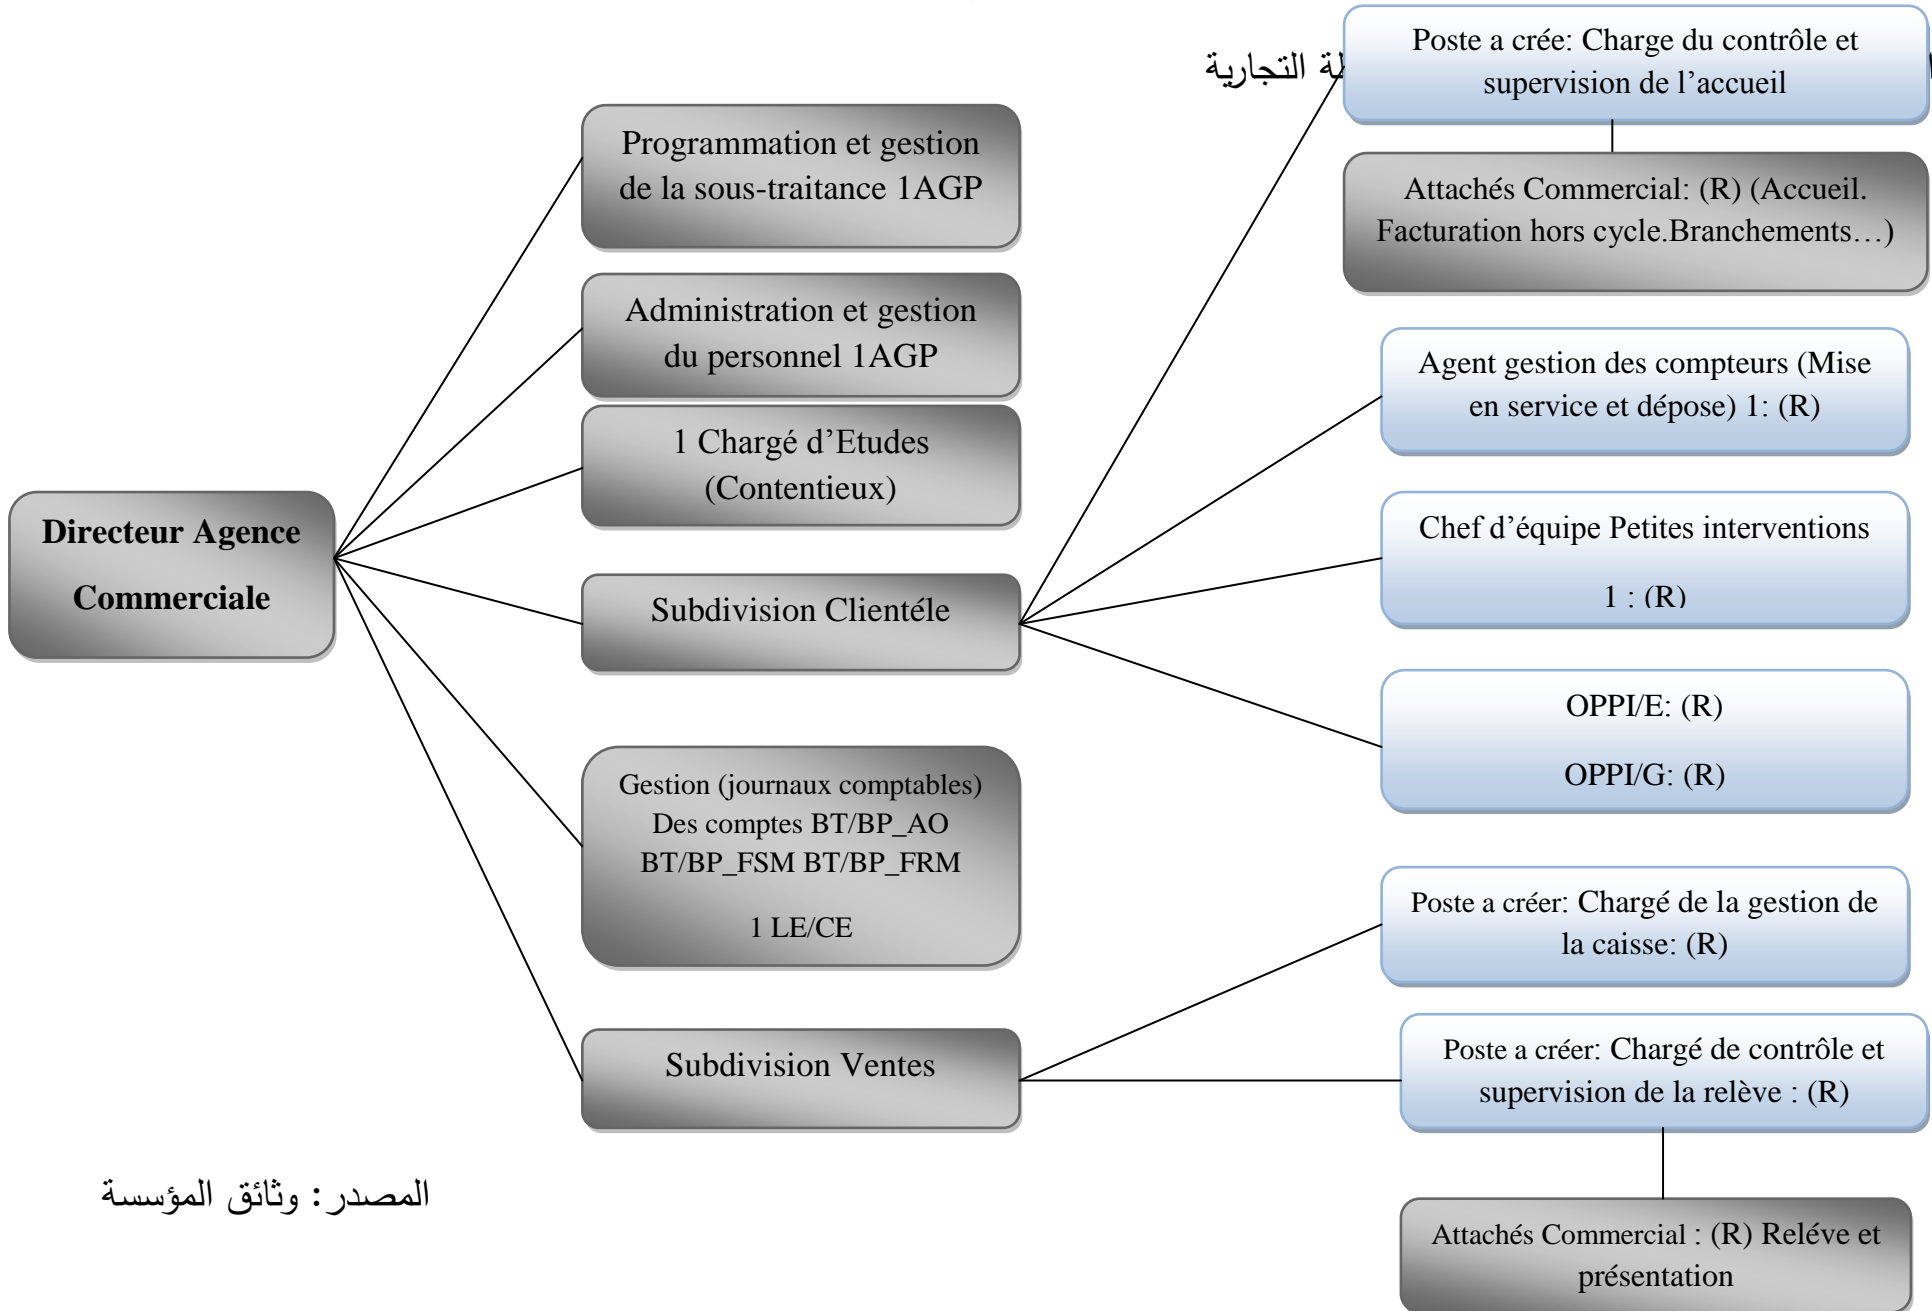 التجارية
Poste a crée: Charge du contrôle et
supervision de l’accueil
Attachés Commercial: (R) (Accueil.
Facturation hors cycle.Branchements…)
Programmation et gestion
de la sous-traitance 1AGP
Administration et gestion
du personnel 1AGP
1 Chargé d’Etudes
(Contentieux)
Directeur Agence
Commerciale
Subdivision Clientéle
Agent gestion des compteurs (Mise
en service et dépose) 1: (R)
Chef d’équipe Petites interventions
1 : (R)
OPPI/E: (R)
OPPI/G: (R)
Gestion (journaux comptables)
Des comptes BT/BP_AO
BT/BP_FSM BT/BP_FRM
1 LE/CE
Subdivision Ventes
Poste a créer: Chargé de la gestion de
la caisse: (R)
Poste a créer: Chargé de contrôle et
supervision de la relève : (R)
Attachés Commercial : (R) Reléve et
présentation
المصدر: وثائق المؤسسة